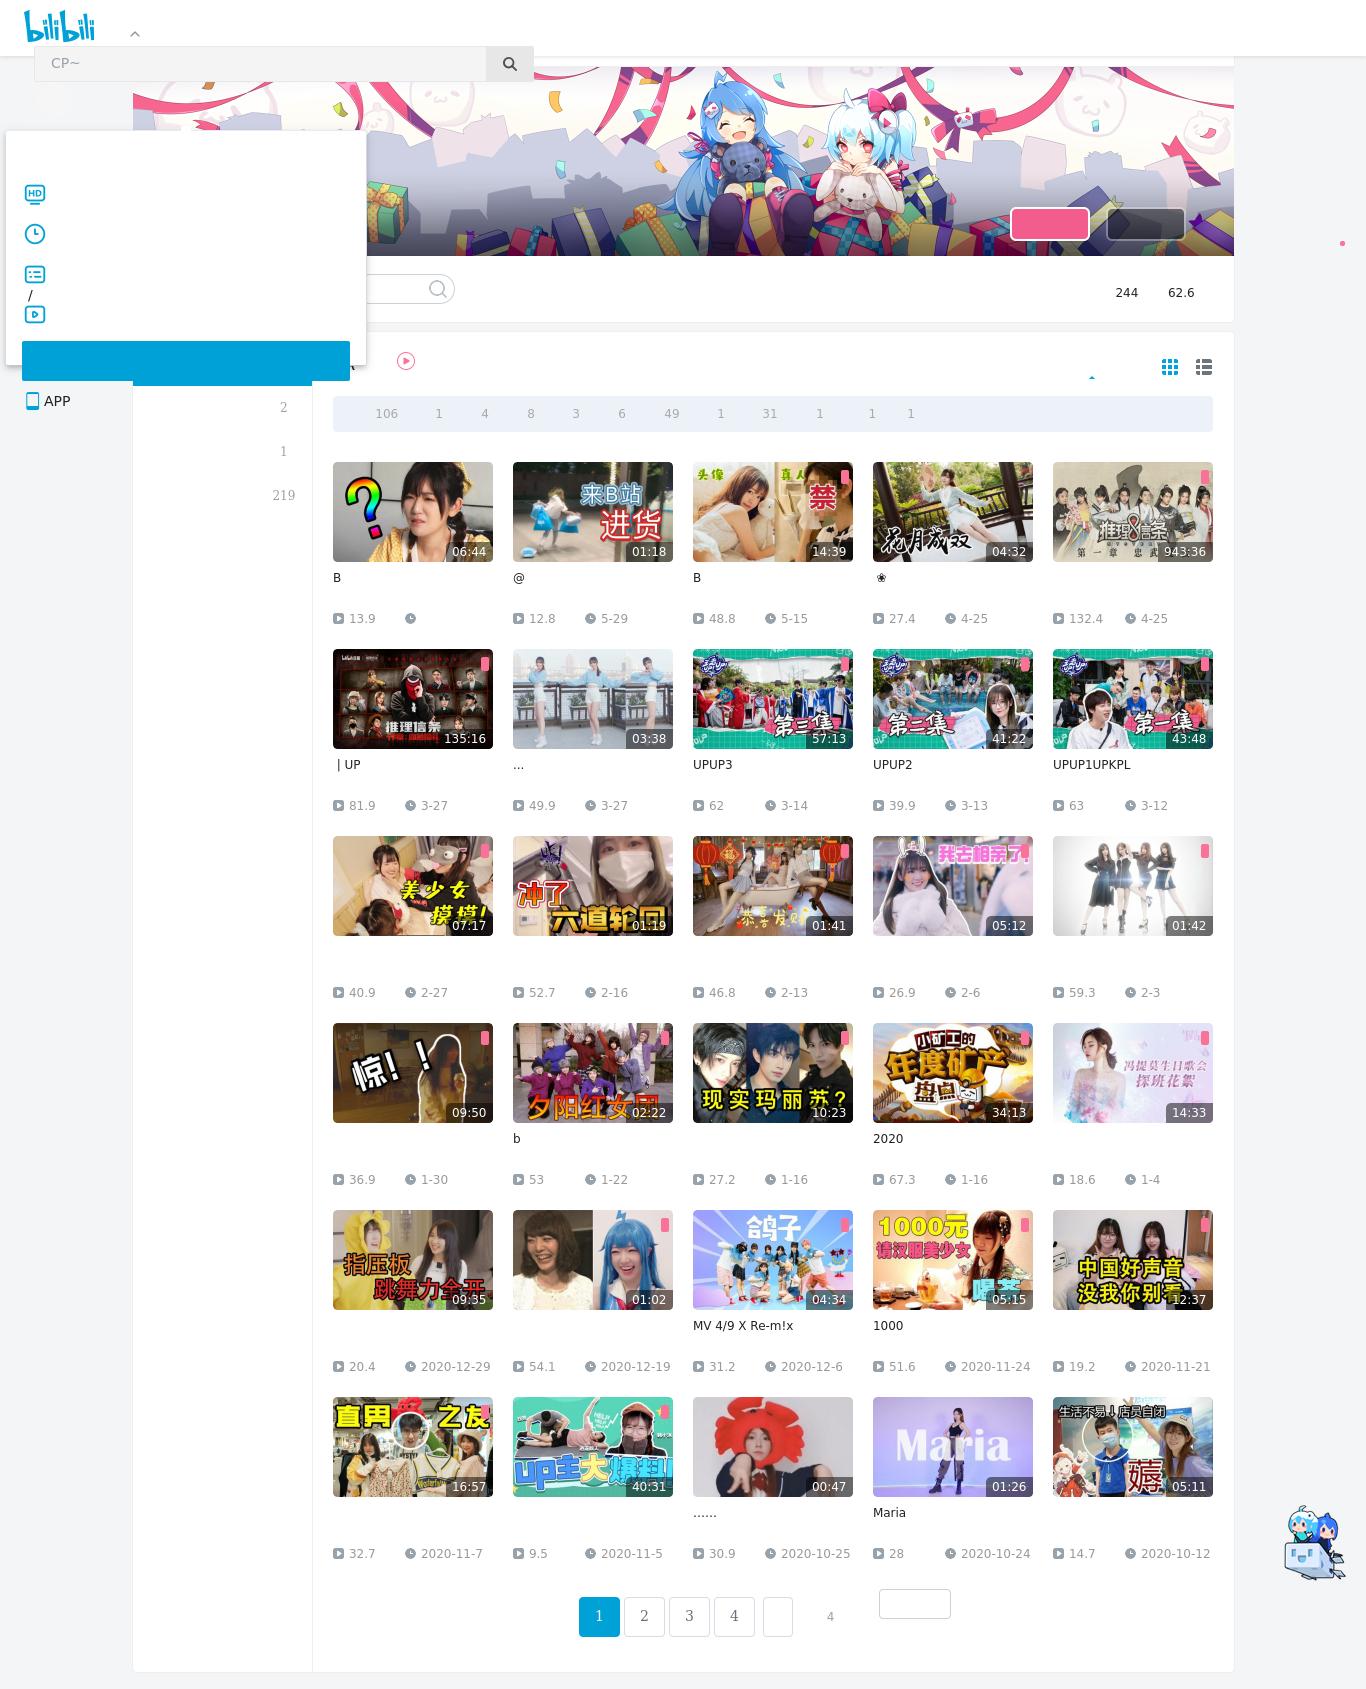 bilibili
CP~
HD
/
APP
244
62.6
2
1
219
106 1 4 8 3 6 49 1 31 1 1 1
06:44
来B站
进货
01:18
头像
真人
禁
14:39
花月成双
04:32
推理信条
第一章 忠武
943:36
B
@
B
❀
13.9
12.8 5-29
48.8 5-15
27.4 4-25
132.4 4-25
推理信条
135:16
03:38
第三集
57:13
第二集
41:22
第一集
43:48
| UP
...
UPUP3
UPUP2
UPUP1UPKPL
81.9 3-27
49.9 3-27
62 3-14
39.9 3-13
63 3-12
美少女
摸摸!
07:17
冲了
六道轮回
01:19
恭喜发财
01:41
我去相亲了!
05:12
01:42
40.9 2-27
52.7 2-16
46.8 2-13
26.9 2-6
59.3 2-3
惊!!
09:50
夕阳红女团
02:22
现实玛丽苏?
10:23
小矿工的
年度矿产
盘点
34:13
冯提莫生日歌会
探班花絮
14:33
b
2020
36.9 1-30
53 1-22
27.2 1-16
67.3 1-16
18.6 1-4
指压板
跳舞力全开
09:35
01:02
鸽子
04:34
1000元
请汉服美少女
喝茶
05:15
中国好声音
没我你别看
12:37
MV 4/9 X Re-m!x
1000
20.4 2020-12-29
54.1 2020-12-19
31.2 2020-12-6
51.6 2020-11-24
19.2 2020-11-21
直男
之友
16:57
up主大爆料
40:31
00:47
Maria
01:26
生活不易↓店员自闭
薅
05:11
......
Maria
32.7 2020-11-7
9.5 2020-11-5
30.9 2020-10-25
28 2020-10-24
14.7 2020-10-12
1 2 3 4 4